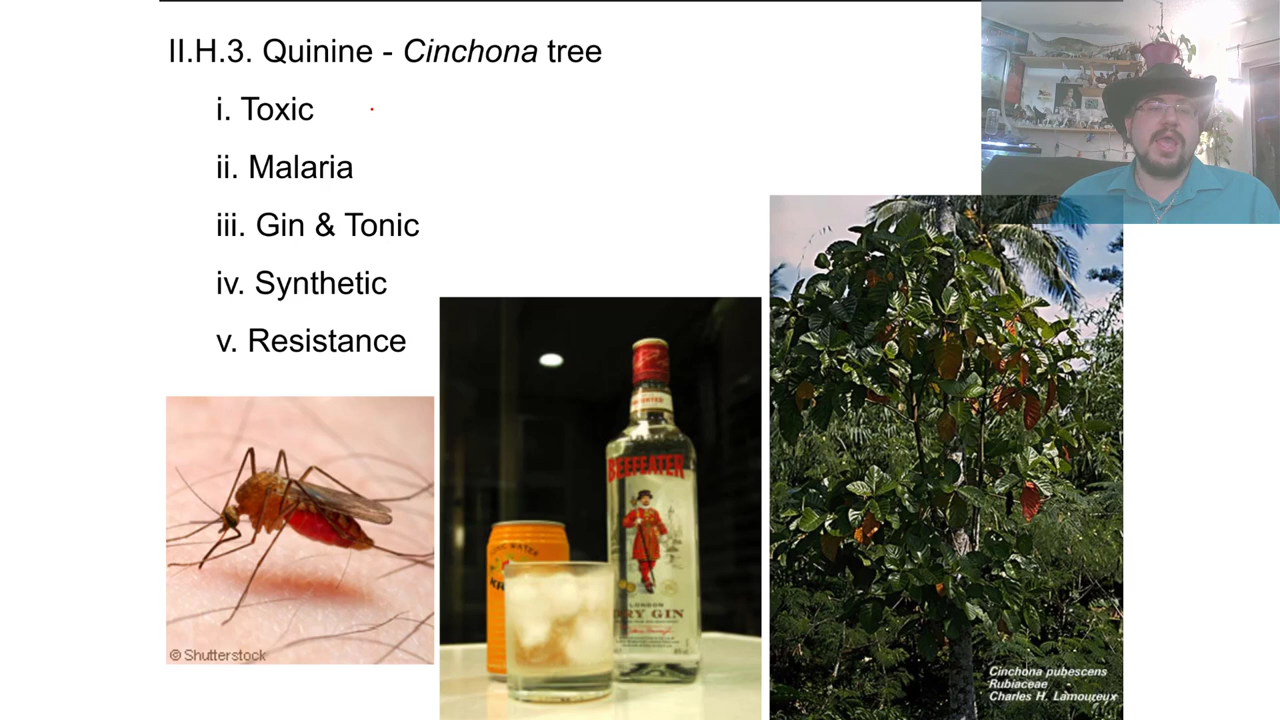 II.H.3. Quinine - Cinchona tree
i. Toxic
ii. Malaria
iii. Gin & Tonic
iv. Synthetic
v. Resistance
© Shutterstock
BEEFEATER
LONDON
DRY GIN
Cinchona pubescens
Rubiaceae
Charles H. Lamoureux